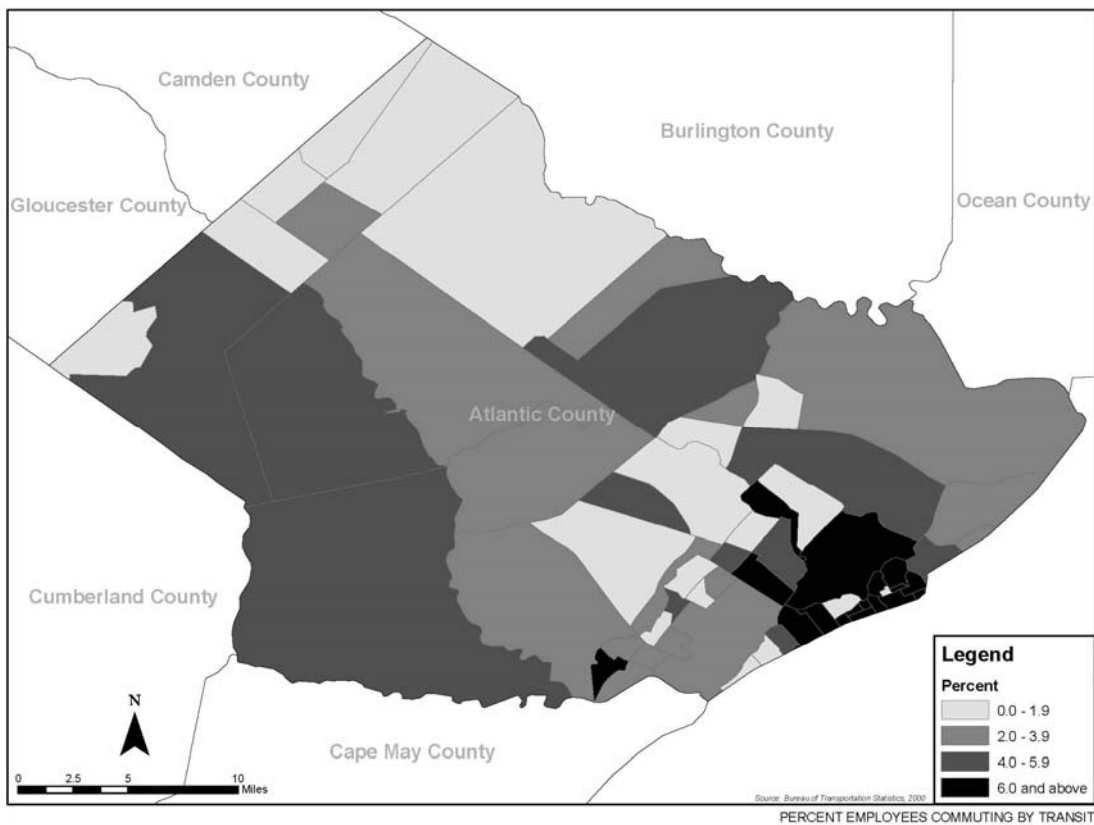 Camden County
Burlington County
Gloucester County
Ocean County
Atlantic County
Cumberland County
Cape May County
N
0 2.5 5 10
Miles
Legend
Percent
0.0 - 1.9
2.0 - 3.9
4.0 - 5.9
6.0 and above
Source: Bureau of Transportation Statistics, 2000
PERCENT EMPLOYEES COMMUTING BY TRANSIT